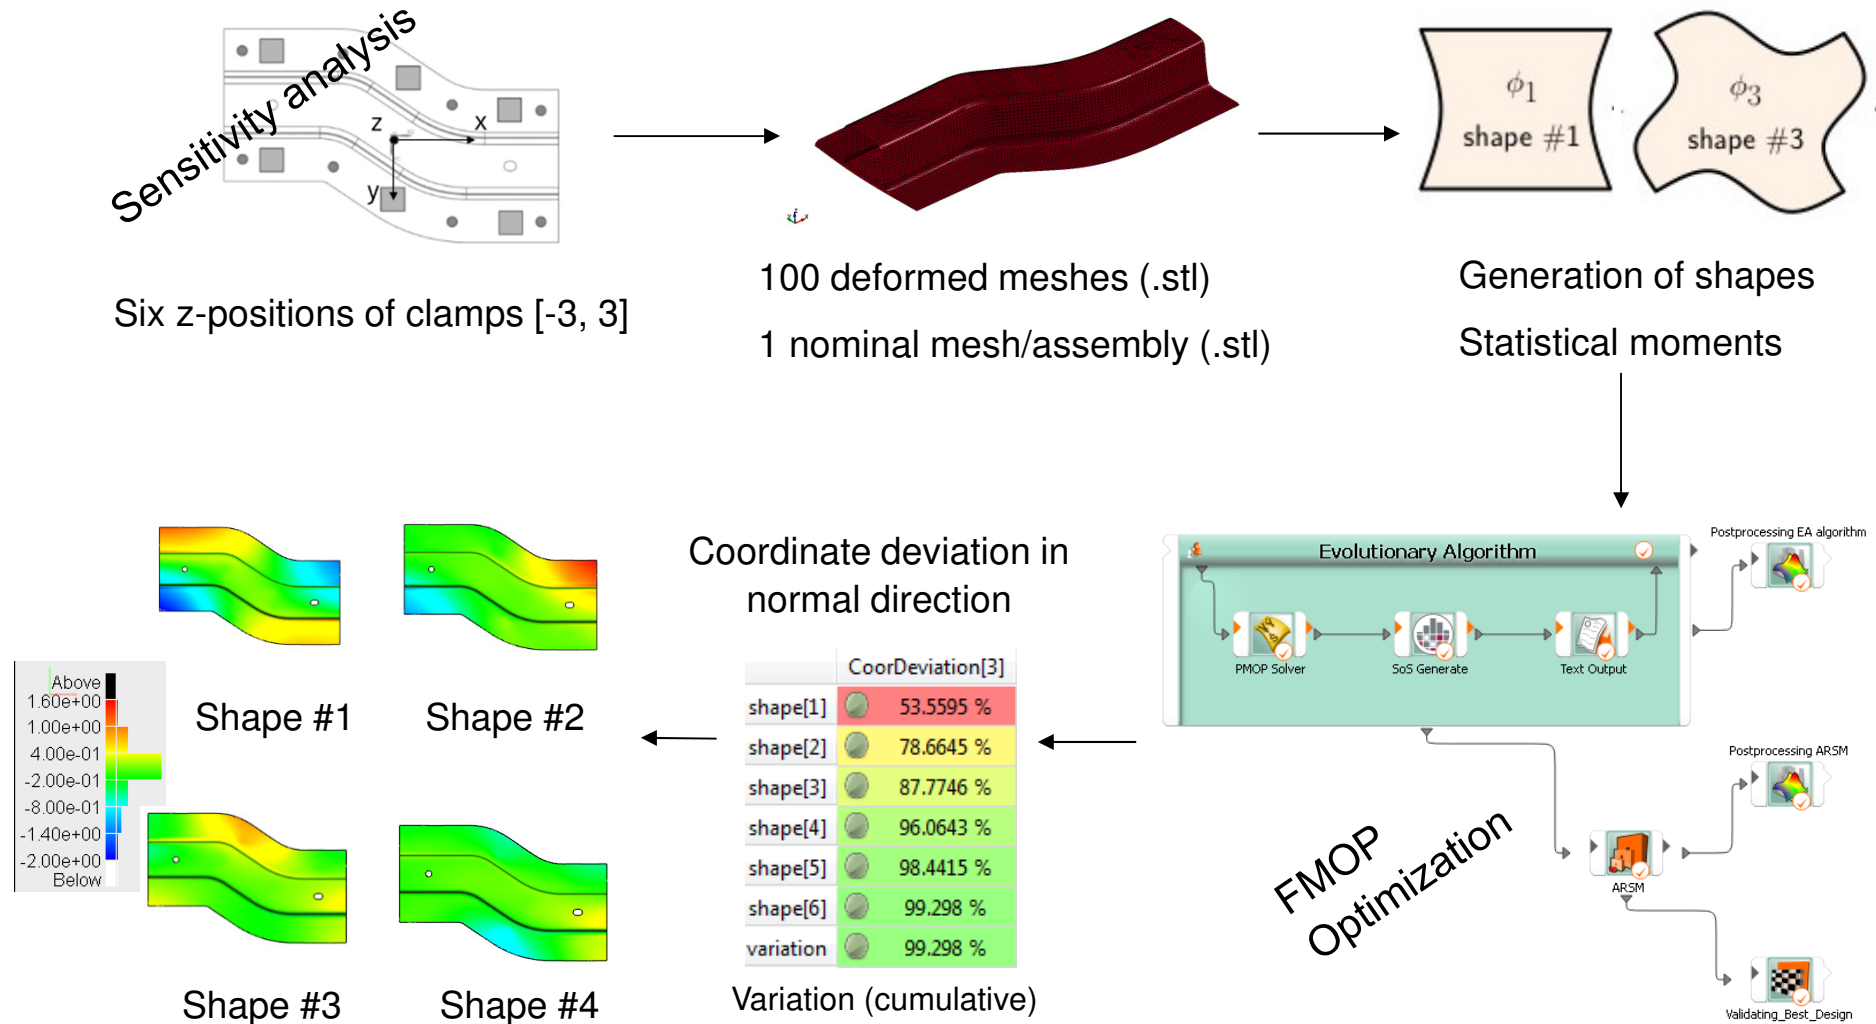 Sensitivity analysis
z
x
y
Six z-positions of clamps [-3, 3]
100 deformed meshes (.stl)
1 nominal mesh/assembly (.stl)
ϕ1
shape #1
ϕ3
shape #3
Generation of shapes
Statistical moments
Evolutionary Algorithm
PMOP Solver
SoS Generate
Text Output
Postprocessing EA algorithm
Postprocessing ARSM
ARSM
Validating_Best_Design
FMOP
Optimization
Coordinate deviation in
normal direction
CoorDeviation[3]
shape[1] 53.5595 %
shape[2] 78.6645 %
shape[3] 87.7746 %
shape[4] 96.0643 %
shape[5] 98.4415 %
shape[6] 99.298 %
variation 99.298 %
Variation (cumulative)
Shape #1
Shape #2
Above
1.60e+00
1.00e+00
4.00e-01
-2.00e-01
-8.00e-01
-1.40e+00
-2.00e+00
Below
Shape #3
Shape #4